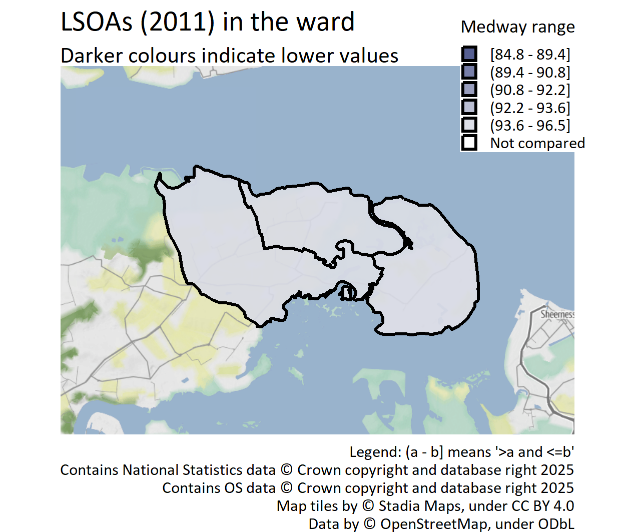 LSOAs (2011) in the ward
Darker colours indicate lower values
Medway range
[84.8 - 89.4]
(89.4 - 90.8]
(90.8 - 92.2]
(92.2 - 93.6]
(93.6 - 96.5]
Not compared
Sheerness
Legend: (a - b] means '>a and <=b'
Contains National Statistics data © Crown copyright and database right 2025
Contains OS data © Crown copyright and database right 2025
Map tiles by © Stadia Maps, under CC BY 4.0
Data by © OpenStreetMap, under ODbL